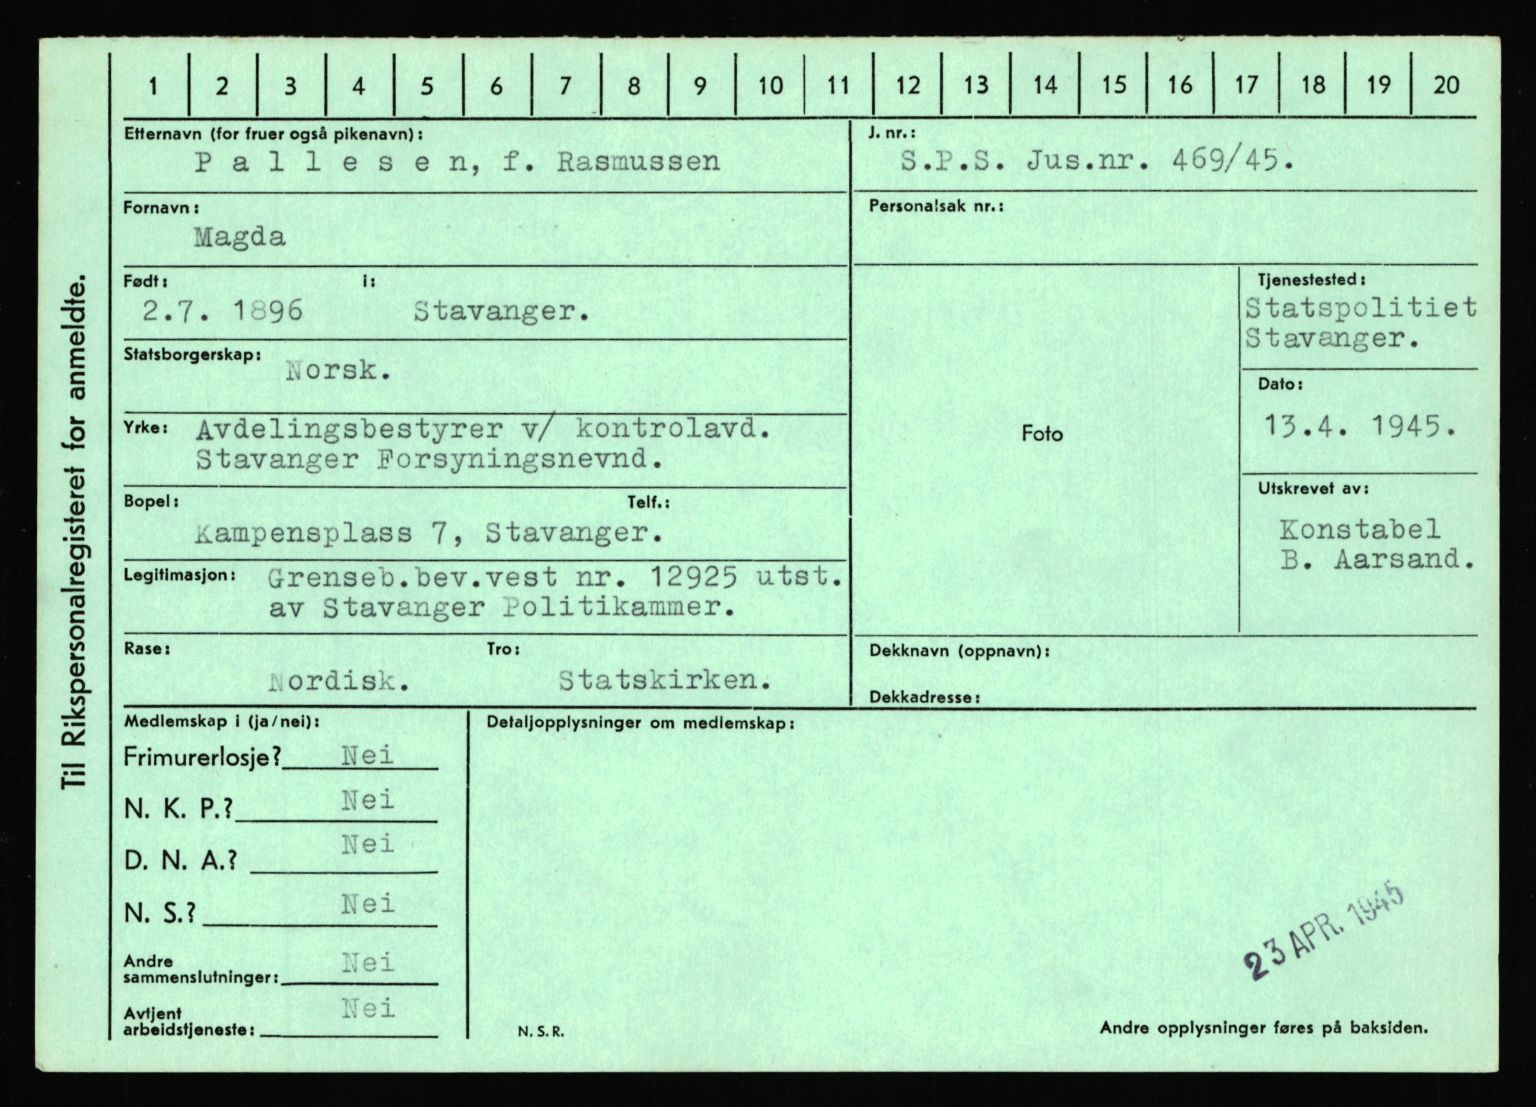 Til Rikspersonalregisteret for anmeldte.
1 2 3 4 5 6 7 8 9 10 11 12 13 14 15 16 17 18 19 20
Etternavn (for fruer også pikenavn):
P a l l e s e n, f. Rasmussen
J. nr.:
S.P.S. Jus.nr. 469/45.
Fornavn:
Magda
Personalsak nr.:
Født: i:
2.7. 1896 Stavanger.
Tjenestested:
Statspolitiet
Stavanger.
Statsborgerskap:
Norsk.
Dato:
13.4. 1945.
Yrke: Avdelingsbestyrer v/ kontrolavd.
Stavanger Forsyningsnevnd.
Foto
Bopel: Telf.:
Kampensplass 7, Stavanger.
Utskrevet av:
Konstabel
B. Aarsand.
Legitimasjon: Grenseb.bev.vest nr. 12925 utst.
av Stavanger Politikammer.
Rase: Tro:
Nordisk. Statskirken.
Dekknavn (oppnavn):
Dekkadresse:
Medlemskap i (ja/nei):
Frimurerlosje? Nei
N. K. P.? Nei
D. N. A.? Nei
N. S.? Nei
Andre
sammenslutninger: Nei
Avtjent
arbeidstjeneste: Nei
Detaljopplysninger om medlemskap:
23 APR. 1945
N. S. R.
Andre opplysninger føres på baksiden.